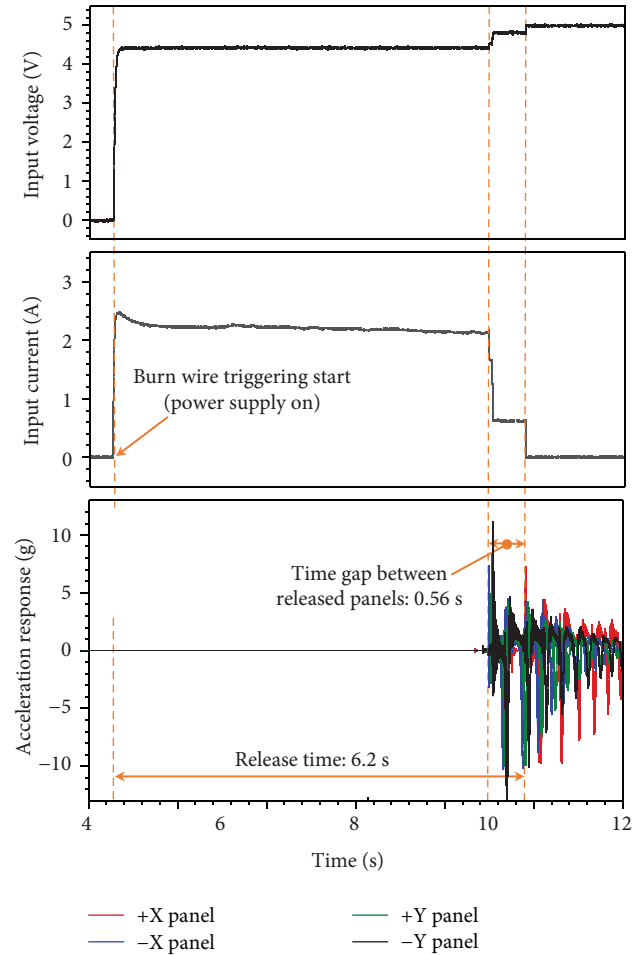 Input voltage (V)
5
4
3
2
1
0
Input current (A)
3
2
1
0
Burn wire triggering start
(power supply on)
Acceleration response (g)
10
5
0
−5
−10
Time gap between
released panels: 0.56 s
Release time: 6.2 s
4 6 8 10 12
Time (s)
+X panel +Y panel
−X panel −Y panel